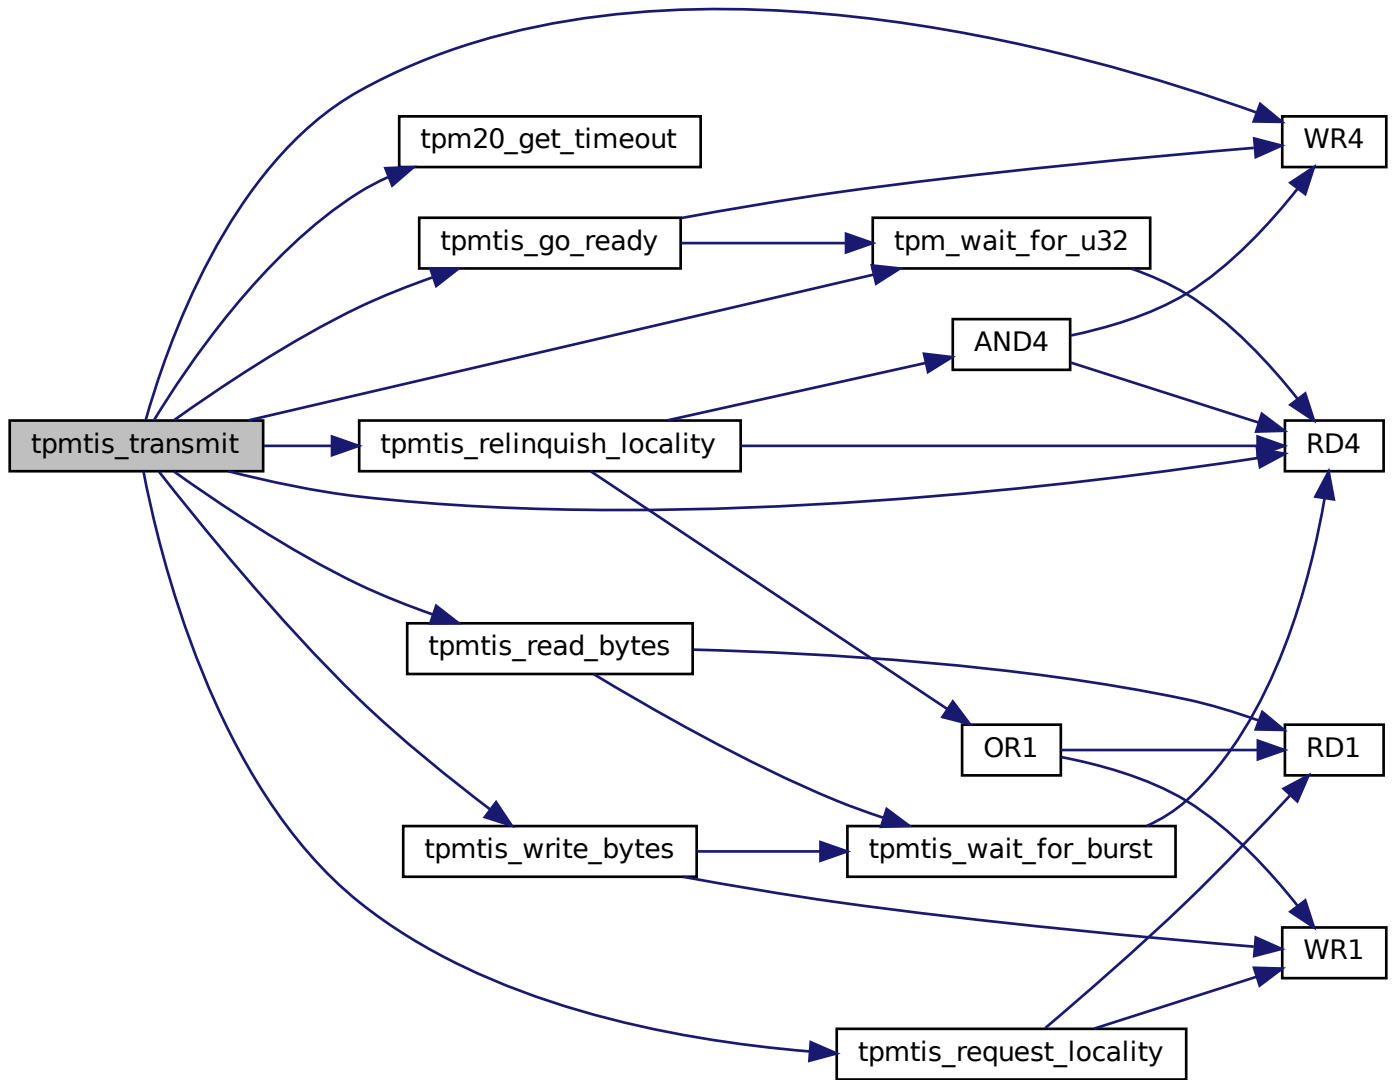 tpm20_get_timeout
WR4
tpmtis_go_ready
tpm_wait_for_u32
AND4
tpmtis_transmit
tpmtis_relinquish_locality
RD4
tpmtis_read_bytes
OR1
RD1
tpmtis_write_bytes
tpmtis_wait_for_burst
WR1
tpmtis_request_locality